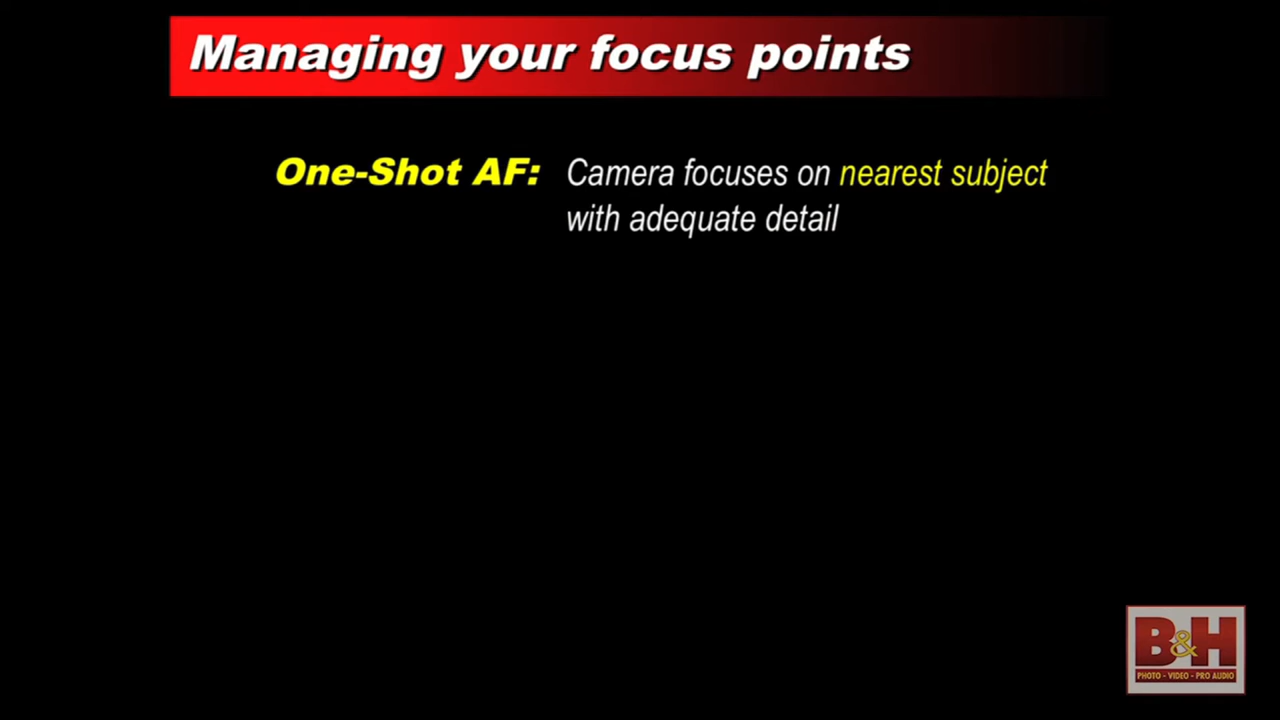 Managing your focus points
One-Shot AF: Camera focuses on nearest subject
with adequate detail
B&H
PHOTO - VIDEO - PRO AUDIO